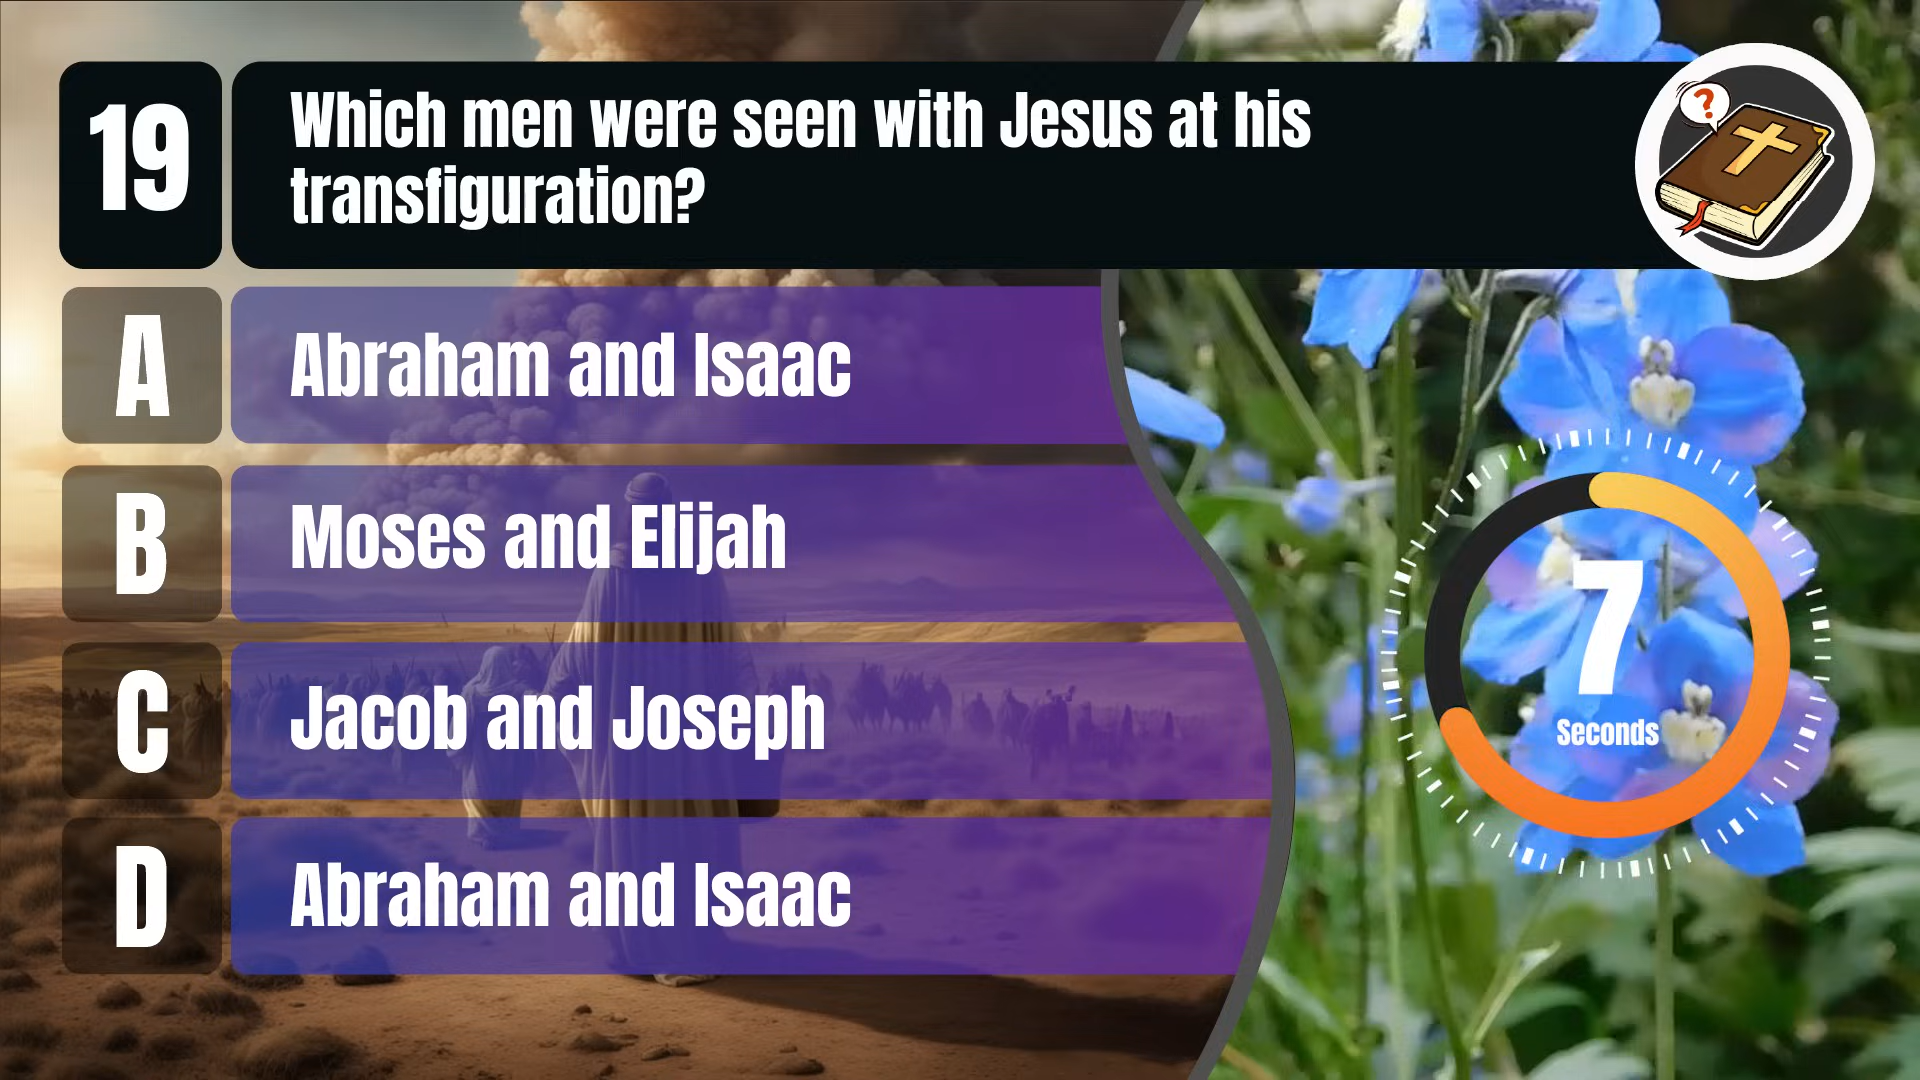 19
Which men were seen with Jesus at his
transfiguration?
A
Abraham and Isaac
B
Moses and Elijah
C
Jacob and Joseph
D
Abraham and Isaac
?
7
Seconds